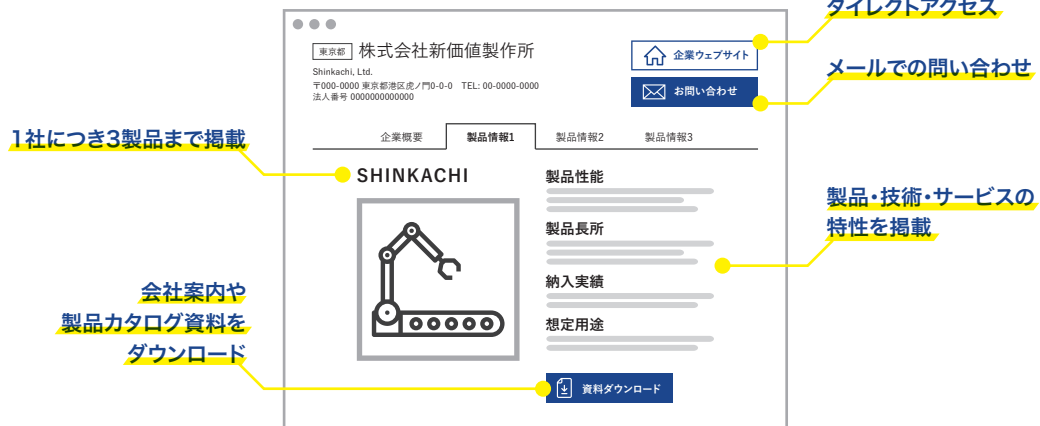 ダイレクトアクセス
東京都 株式会社新価値製作所
企業ウェブサイト
Shinkachi, Ltd.
〒000-0000 東京都港区虎ノ門0-0-0 TEL: 00-0000-0000
法人番号 0000000000000
お問い合わせ
メールでの問い合わせ
企業概要 製品情報1 製品情報2 製品情報3
1社につき3製品まで掲載
SHINKACHI
製品性能
製品長所
納入実績
想定用途
製品・技術・サービスの
特性を掲載
会社案内や
製品カタログ資料を
ダウンロード
資料ダウンロード